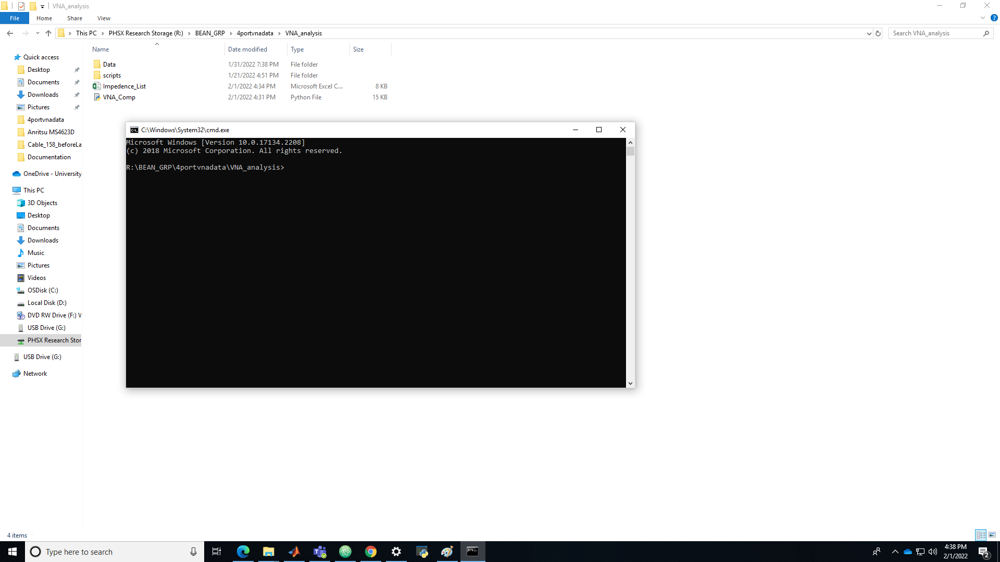 VNA_analysis
File Home Share View
This PC PHSX Research Storage (R:) BEAN_GRP 4portvnadata VNA_analysis
Search VNA_analysis
Name Date modified Type Size
Data 1/31/2022 7:38 PM File folder
scripts 1/21/2022 4:51 PM File folder
Impedence_List 2/1/2022 4:34 PM Microsoft Excel C... 8 KB
VNA_Comp 2/1/2022 4:31 PM Python File 15 KB
Quick access
Desktop
Documents
Downloads
Pictures
4portvnadata
Anritsu MS4623D
Cable_158_beforeLa
Documentation
OneDrive - University
This PC
3D Objects
Desktop
Documents
Downloads
Music
Pictures
Videos
OSDisk (C:)
Local Disk (D:)
DVD RW Drive (F:) V
USB Drive (G:)
PHSX Research Stor
USB Drive (G:)
Network
C:\Windows\System32\cmd.exe
Microsoft Windows [Version 10.0.17134.2208]
(c) 2018 Microsoft Corporation. All rights reserved.
R:\BEAN_GRP\4portvnadata\VNA_analysis>
4 items
Type here to search
4:38 PM
2/1/2022
2